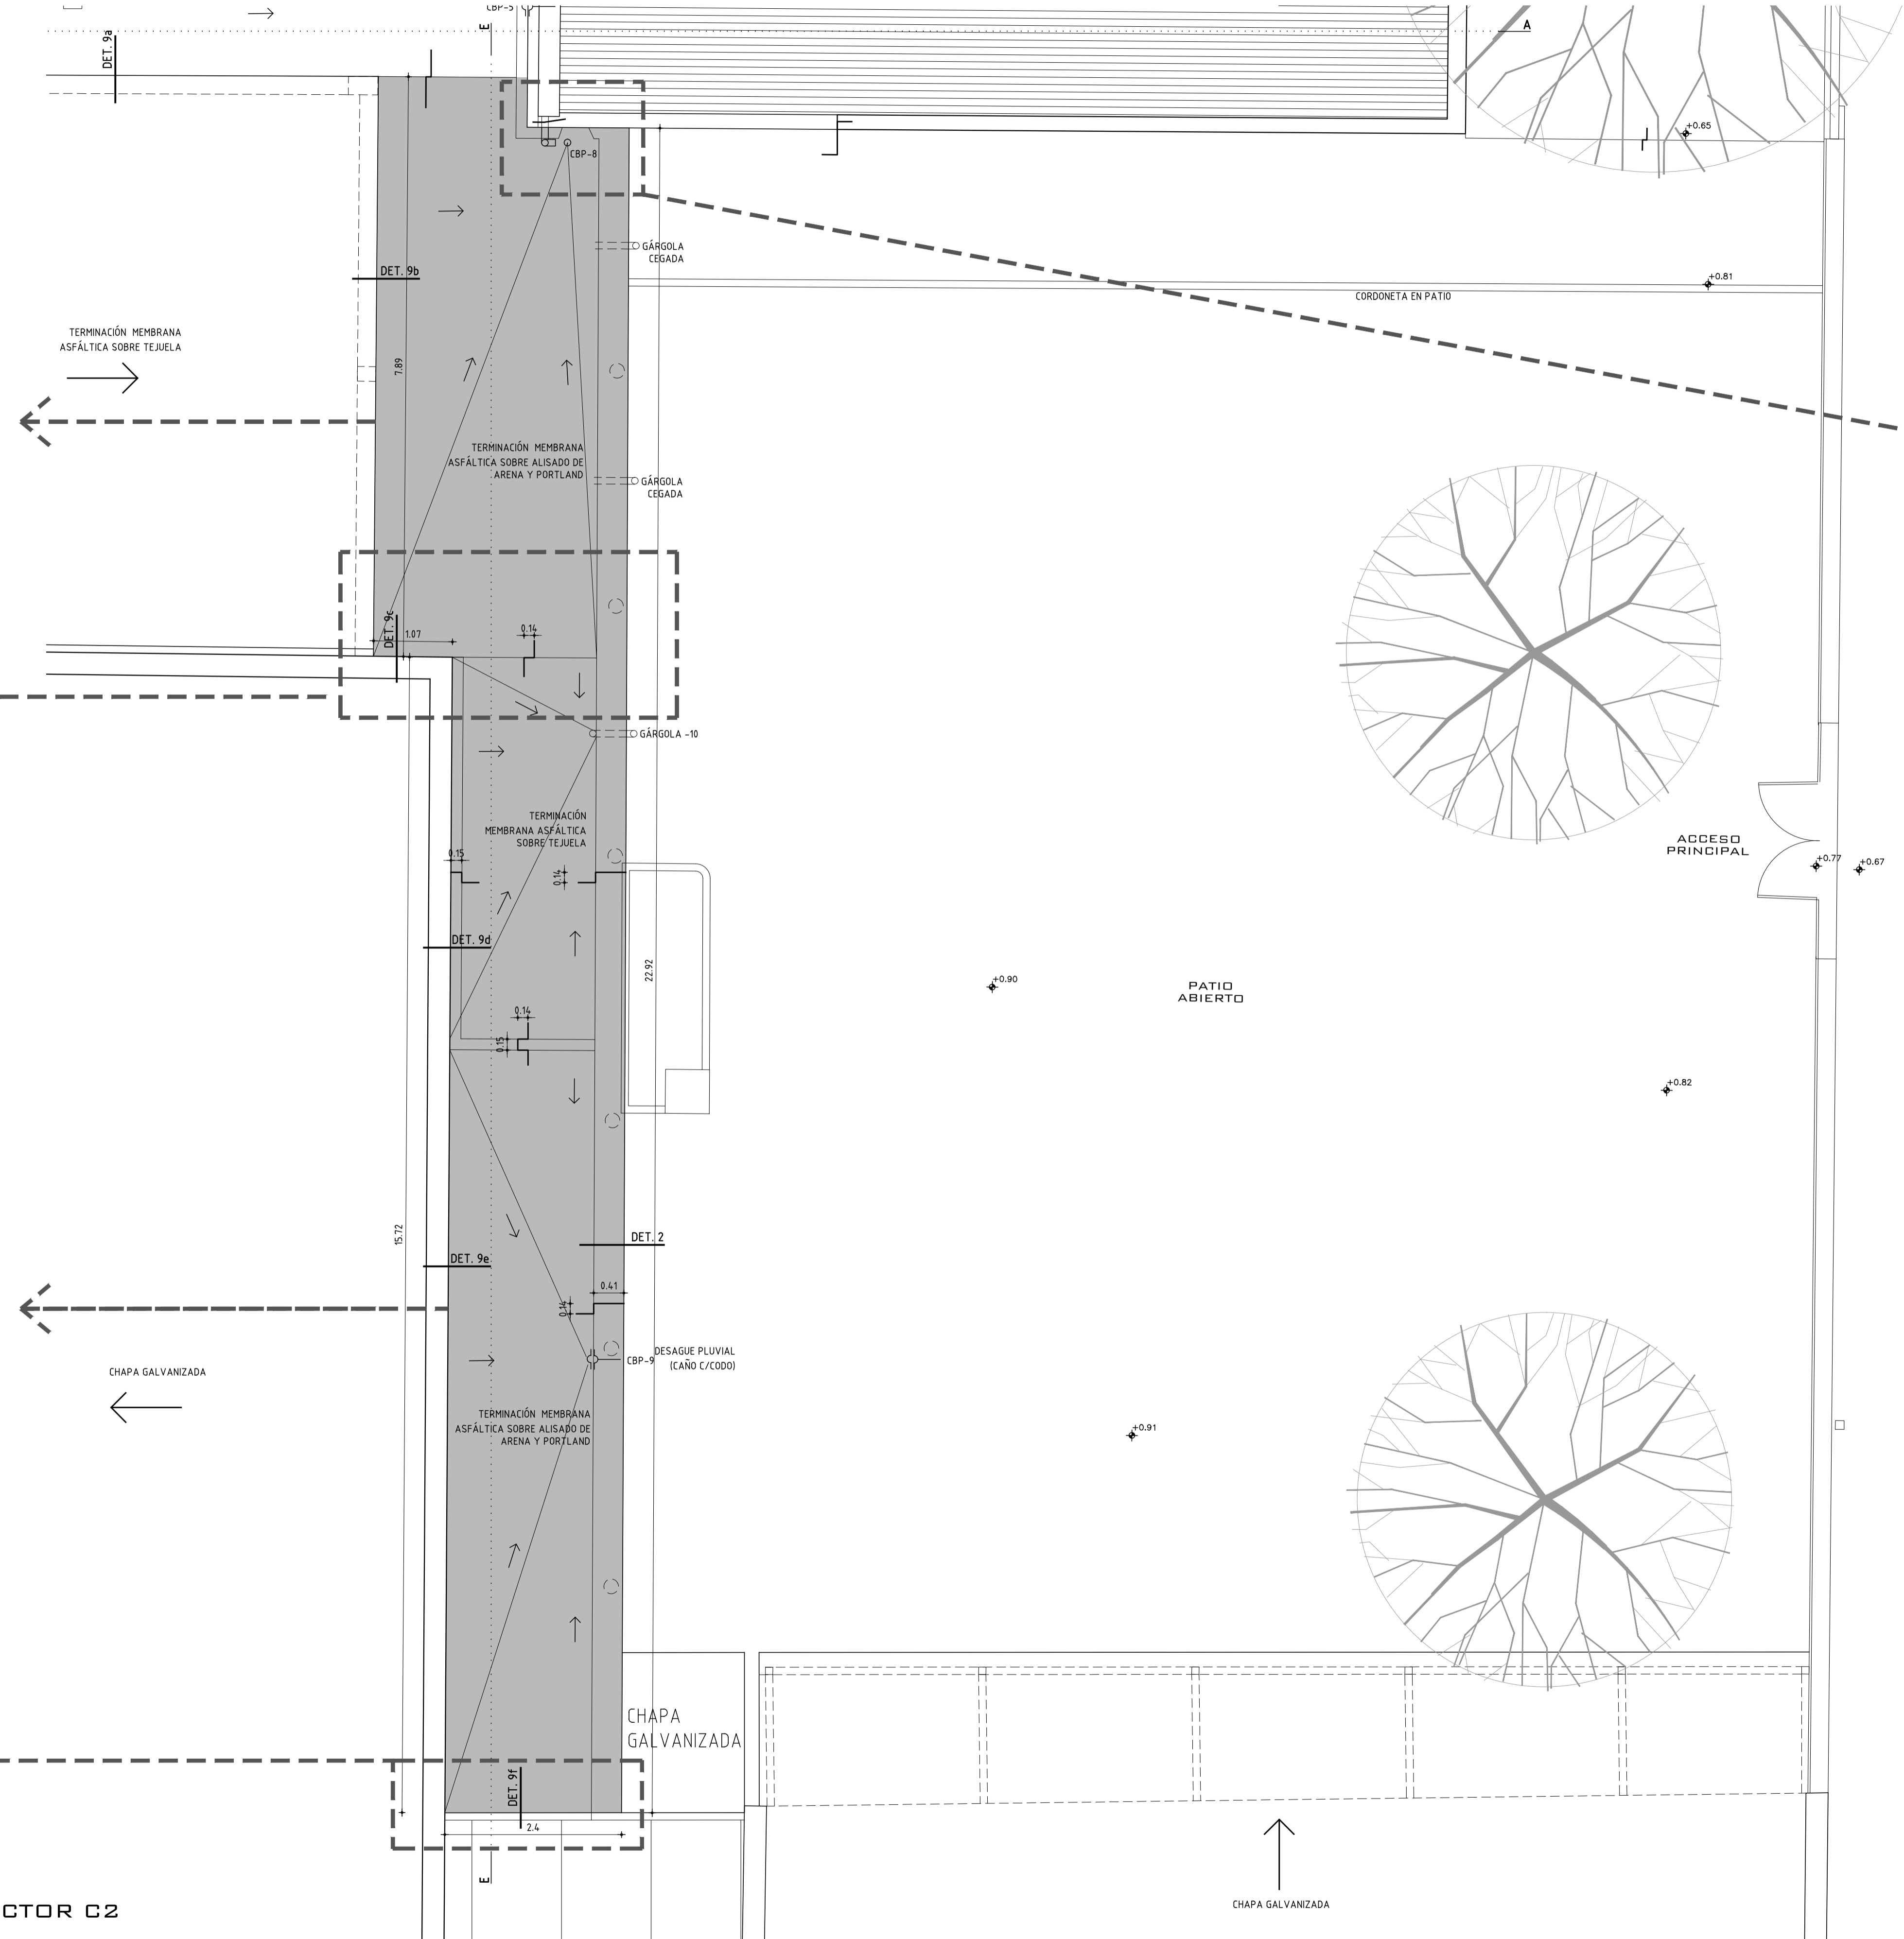 CBP-5
E
A
DET. 9a
+0.65
CBP-8
GÁRGOLA
CEGADA
DET. 9b
+0.81
CORDONETA EN PATIO
TERMINACIÓN MEMBRANA
ASFÁLTICA SOBRE TEJUELA
7.89
TERMINACIÓN MEMBRANA
ASFÁLTICA SOBRE ALISADO DE
ARENA Y PORTLAND
GÁRGOLA
CEGADA
DET. 9c
1.07
0.14
GÁRGOLA -10
TERMINACIÓN
MEMBRANA ASFÁLTICA
SOBRE TEJUELA
0.15
0.14
ACCESO
PRINCIPAL
+0.77
+0.67
DET. 9d
22.92
+0.90
PATIO
ABIERTO
0.14
0.15
+0.82
15.72
DET. 2
DET. 9e
0.41
0.14
DESAGUE PLUVIAL
(CAÑO C/CODO)
CBP-9
CHAPA GALVANIZADA
TERMINACIÓN MEMBRANA
ASFÁLTICA SOBRE ALISADO DE
ARENA Y PORTLAND
+0.91
CHAPA
GALVANIZADA
DET. 9f
2.4
E
CHAPA GALVANIZADA
CTOR C2